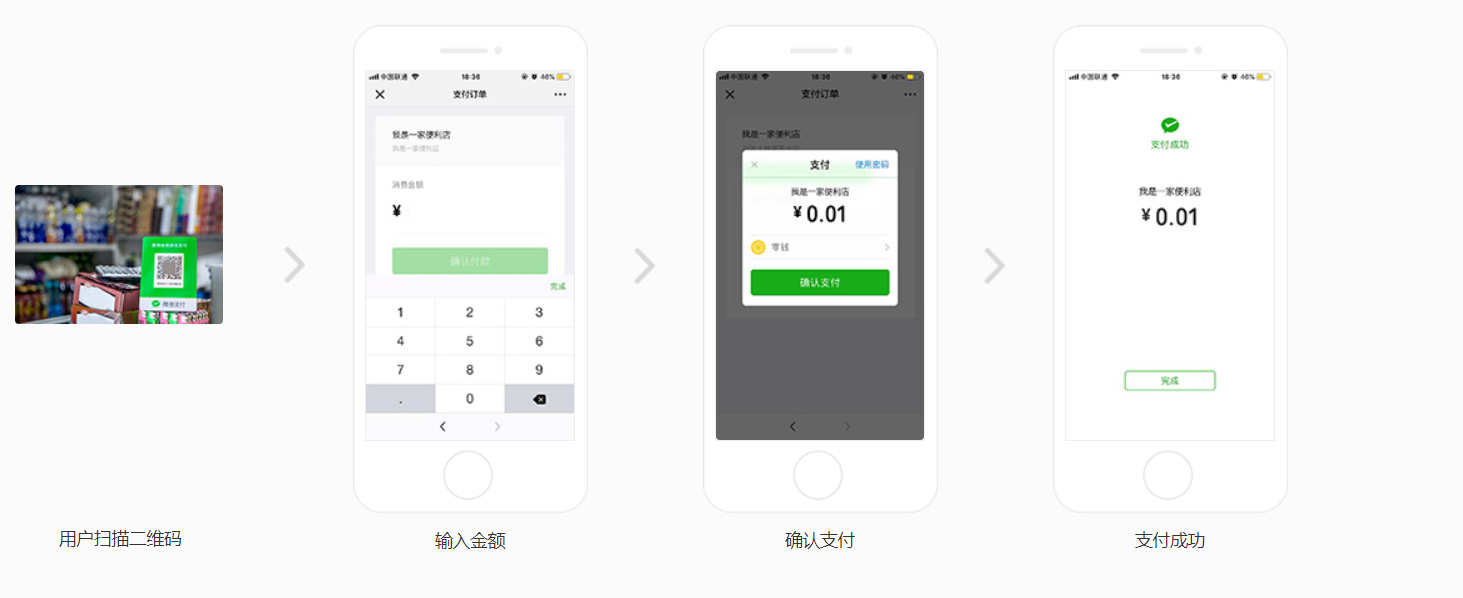 中国联通
18:36
46%
支付订单
我是一家便利店
我是一家便利店
消费金额
¥
确认付款
完成
1 2 3
4 5 6
7 8 9
. 0
中国联通
18:36
46%
支付订单
我是一家便利店
支付
使用密码
我是一家便利店
¥ 0.01
零钱
确认支付
中国联通
18:36
46%
支付成功
我是一家便利店
¥ 0.01
完成
微信支付
用户扫描二维码
输入金额
确认支付
支付成功